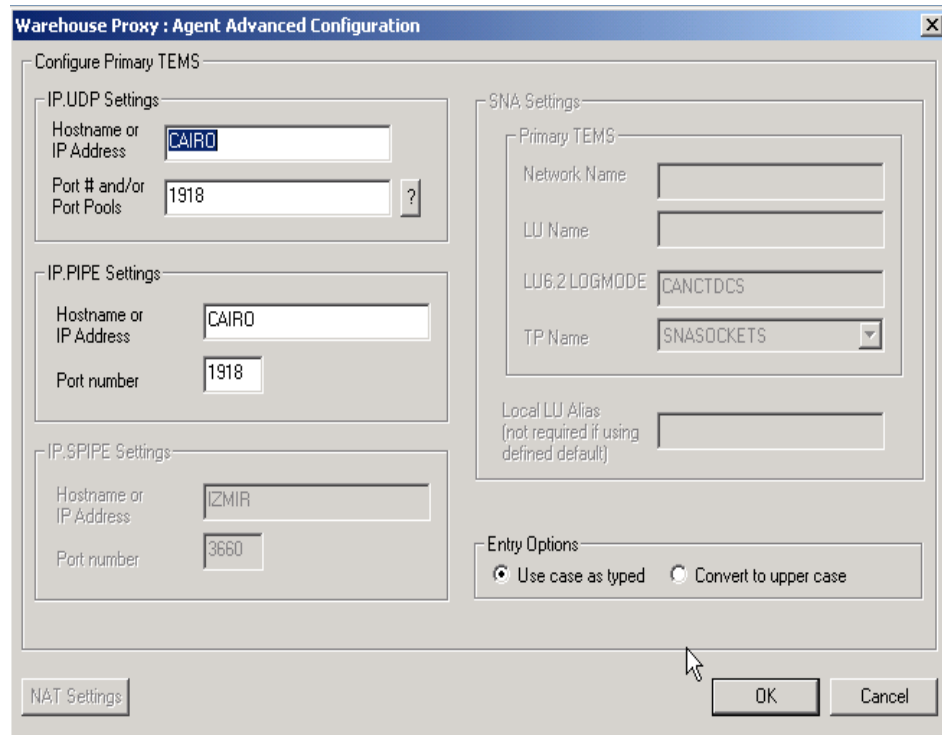 Warehouse Proxy : Agent Advanced Configuration
Configure Primary TEMS
IP.UDP Settings
Hostname or
IP Address
CAIRO
Port # and/or
Port Pools
1918
?
IP.PIPE Settings
Hostname or
IP Address
CAIRO
Port number
1918
IP.SPIPE Settings
Hostname or
IP Address
IZMIR
Port number
3660
SNA Settings
Primary TEMS
Network Name
LU Name
LU6.2 LOGMODE
CANCTDCS
TP Name
SNASOCKETS
Local LU Alias
(not required if using
defined default)
Entry Options
Use case as typed
Convert to upper case
NAT Settings
OK
Cancel